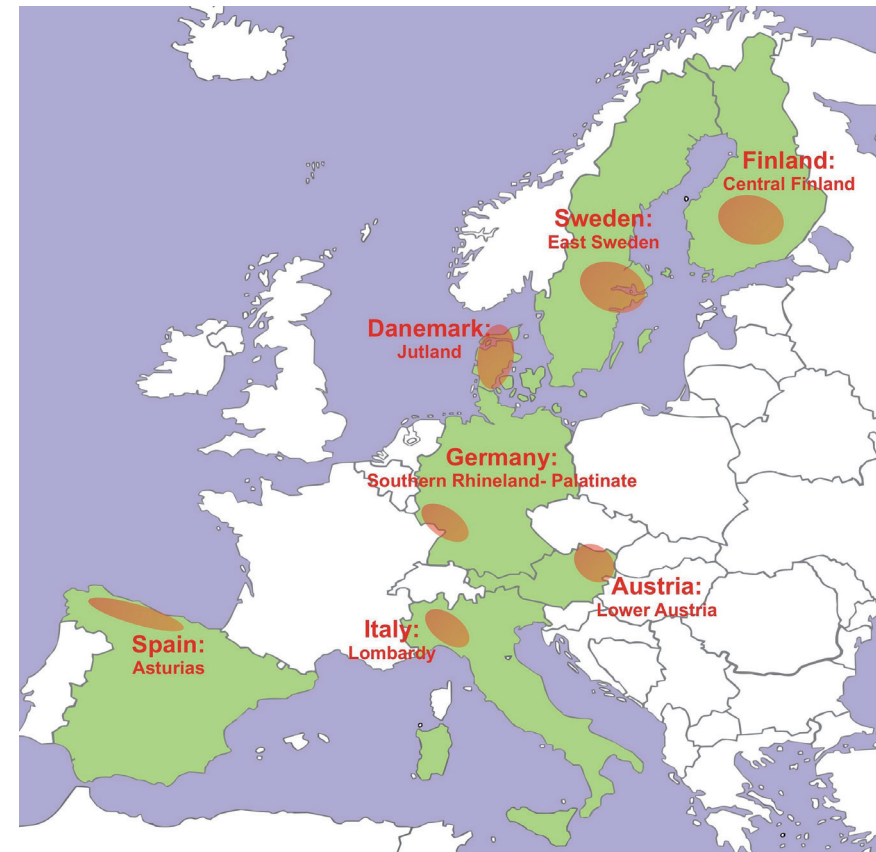 Finland:
Central Finland
Sweden:
East Sweden
Danemark:
Jutland
Germany:
Southern Rhineland- Palatinate
Austria:
Lower Austria
Italy:
Lombardy
Spain:
Asturias